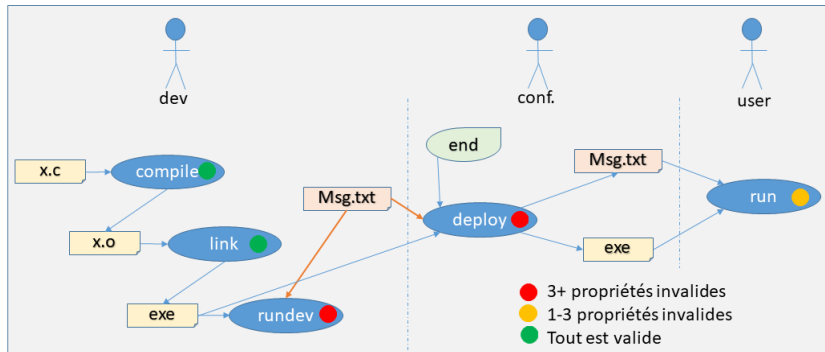 dev
conf.
user
x.c
compile
Msg.txt
end
Msg.txt
run
deploy
x.o
link
exe
exe
rundev
3+ propriétés invalides
1-3 propriétés invalides
Tout est valide